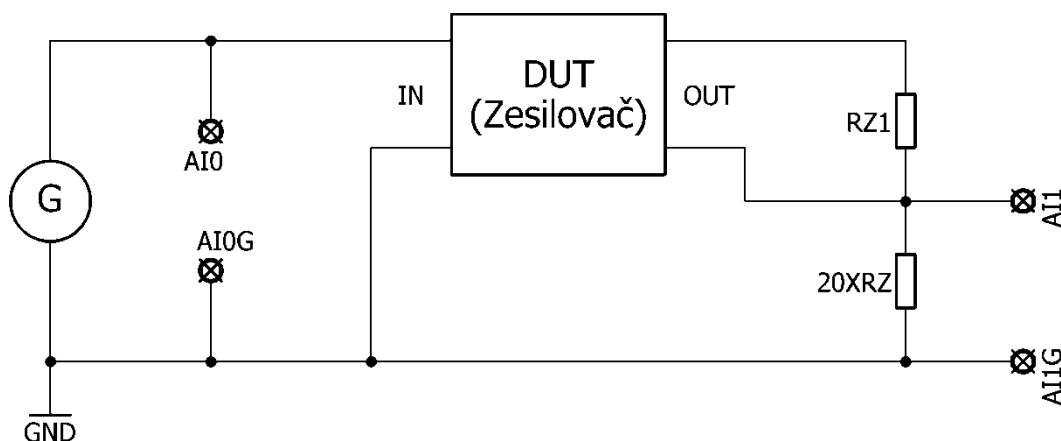 DUT
(Zesilovač)
IN
OUT
RZ1
AI0
G
AI1
AI0G
20XRZ
AI1G
GND